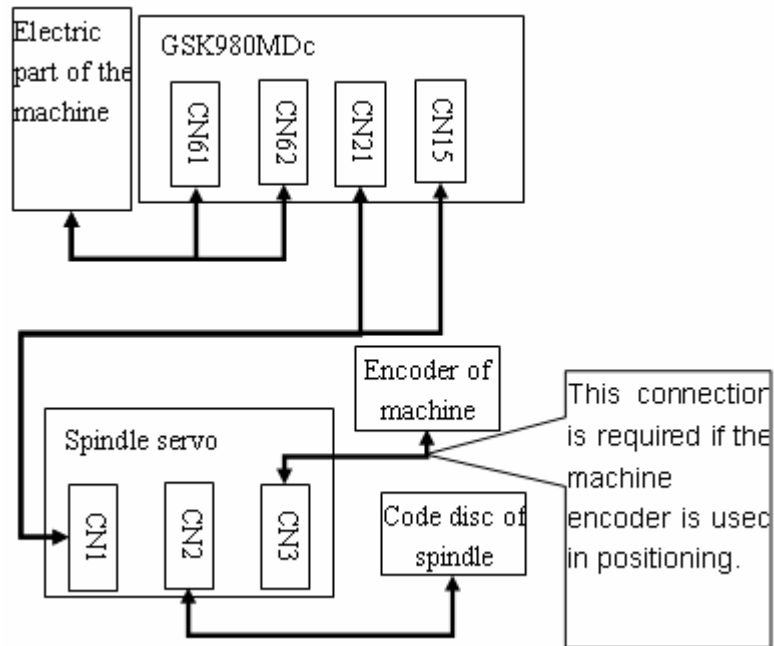 Electric
part of the
machine
GSK980MDc
CN61
CN62
CN21
CN15
Encoder of
machine
This connection
is required if the
machine
encoder is used
in positioning.
Spindle servo
CN1
CN2
CN3
Code disc of
spindle